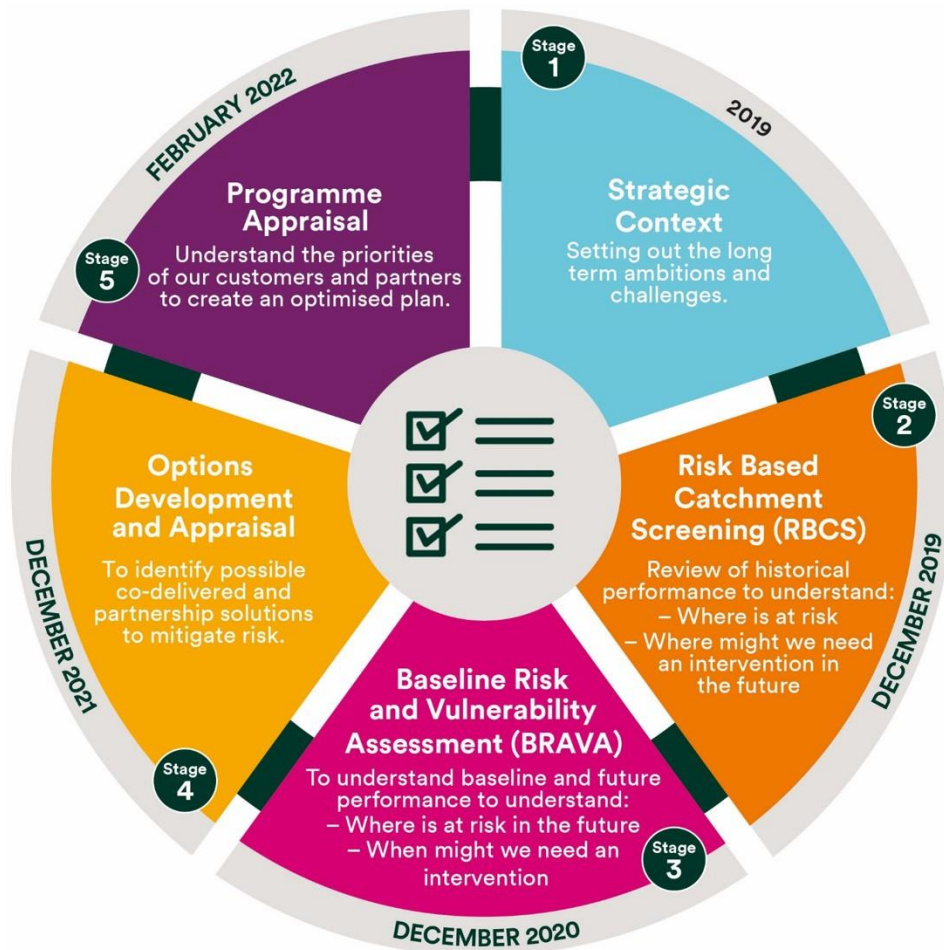 Stage
1
2019
Strategic
Context
Setting out the long
term ambitions and
challenges.
Stage
2
Risk Based
Catchment
Screening (RBCS)
Review of historical
performance to understand:
– Where is at risk
– Where might we need
an intervention in
the future
DECEMBER 2019
Baseline Risk
and Vulnerability
Assessment (BRAVA)
To understand baseline and future
performance to understand:
– Where is at risk in the future
– When might we need an
intervention
Stage
3
DECEMBER 2020
Options
Development
and Appraisal
To identify possible
co-delivered and
partnership solutions
to mitigate risk.
Stage
4
DECEMBER 2021
Programme
Appraisal
Understand the priorities
of our customers and partners
to create an optimised plan.
Stage
5
FEBRUARY 2022